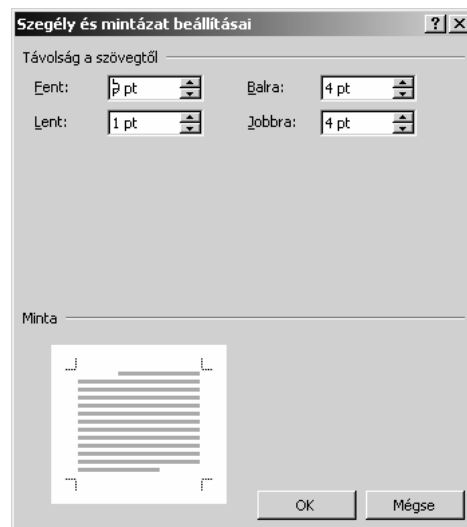 Szegély és mintázat beállításai
Távolság a szövegtől
Fent: pt Balra: 4 pt
Lent: 1 pt Jobbra: 4 pt
Minta
OK Mégse